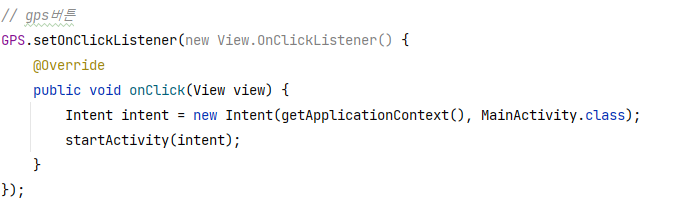 // gps버튼
GPS.setOnClickListener(new View.OnClickListener() {
    @Override
    public void onClick(View view) {
        Intent intent = new Intent(getApplicationContext(), MainActivity.class);
        startActivity(intent);
    }
});